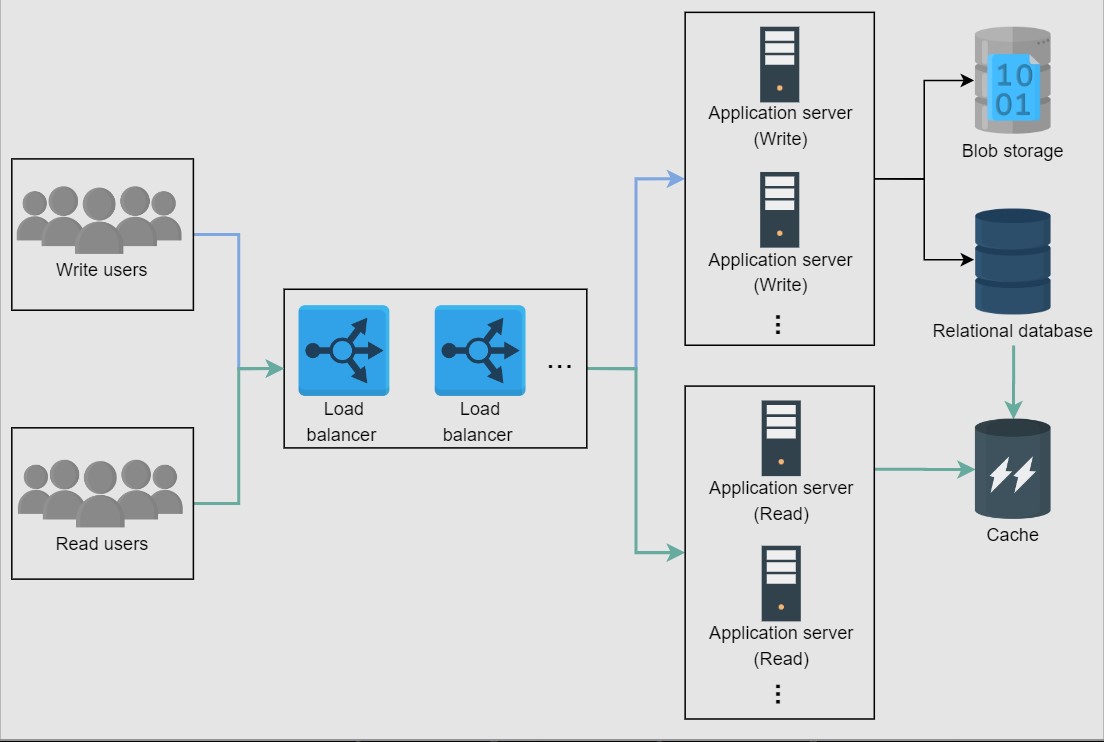 Write users
Read users
Load
balancer
Load
balancer
...
Application server
(Write)
Application server
(Write)
Application server
(Read)
Application server
(Read)
10
01
Blob storage
Relational database
Cache